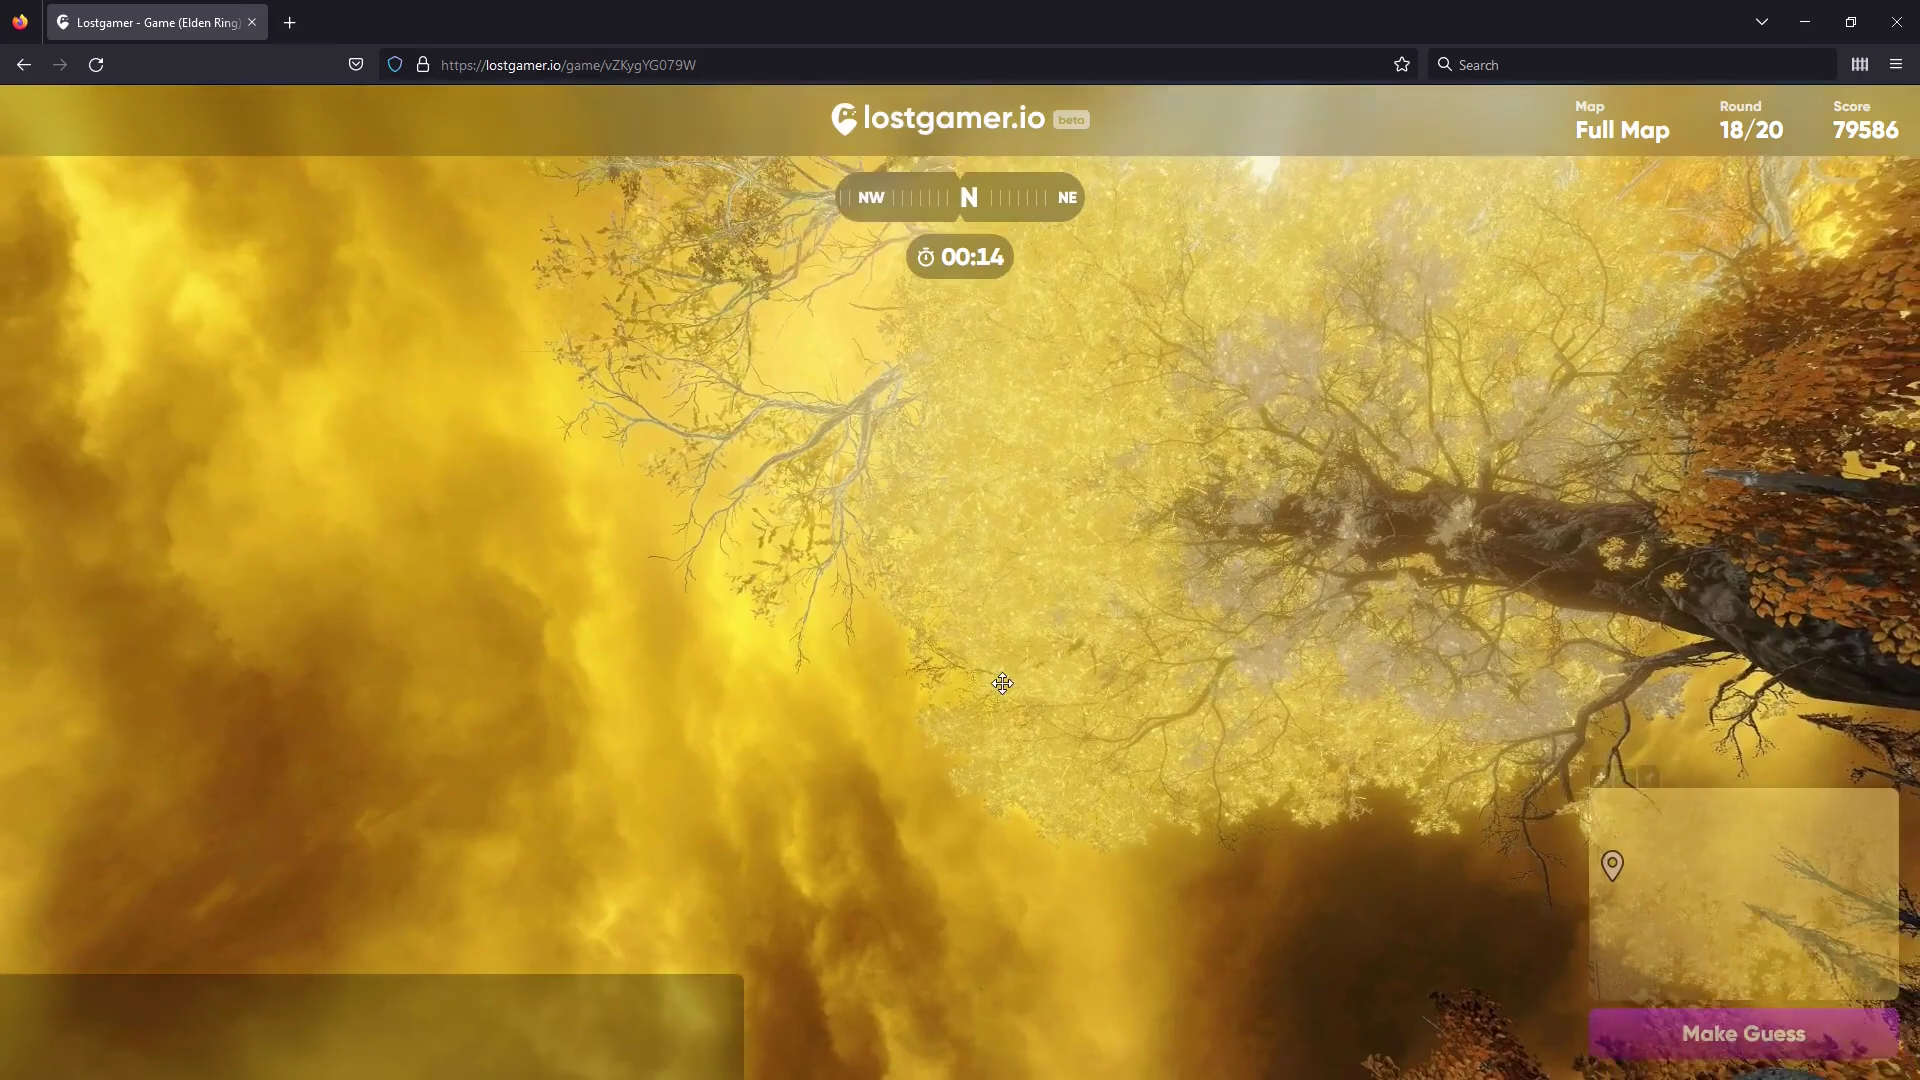 Lostgamer - Game (Elden Ring)
https://lostgamer.io/game/vZKygYG079W
Search
lostgamer.io beta
Map
Full Map
Round
18/20
Score
79586
NW N NE
00:14
Make Guess